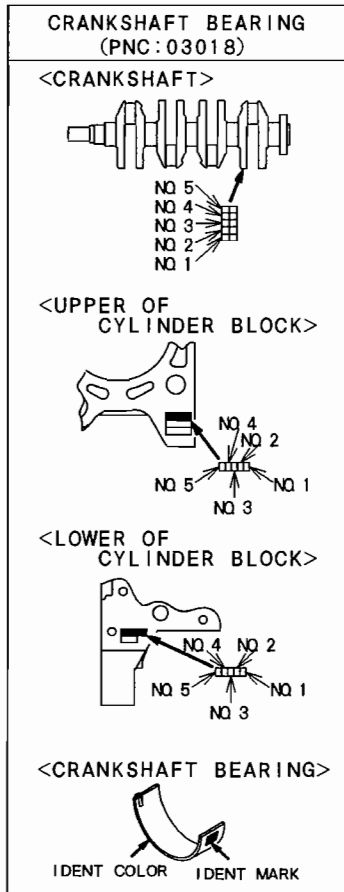 CRANKSHAFT BEARING
(PNC:03018)
<CRANKSHAFT>
NO. 5
NO. 4
NO. 3
NO. 2
NO. 1
<UPPER OF
CYLINDER BLOCK>
NO. 4
NO. 2
NO. 5
NO. 1
NO. 3
<LOWER OF
CYLINDER BLOCK>
NO. 4
NO. 2
NO. 5
NO. 1
NO. 3
<CRANKSHAFT BEARING>
IDENT COLOR
IDENT MARK